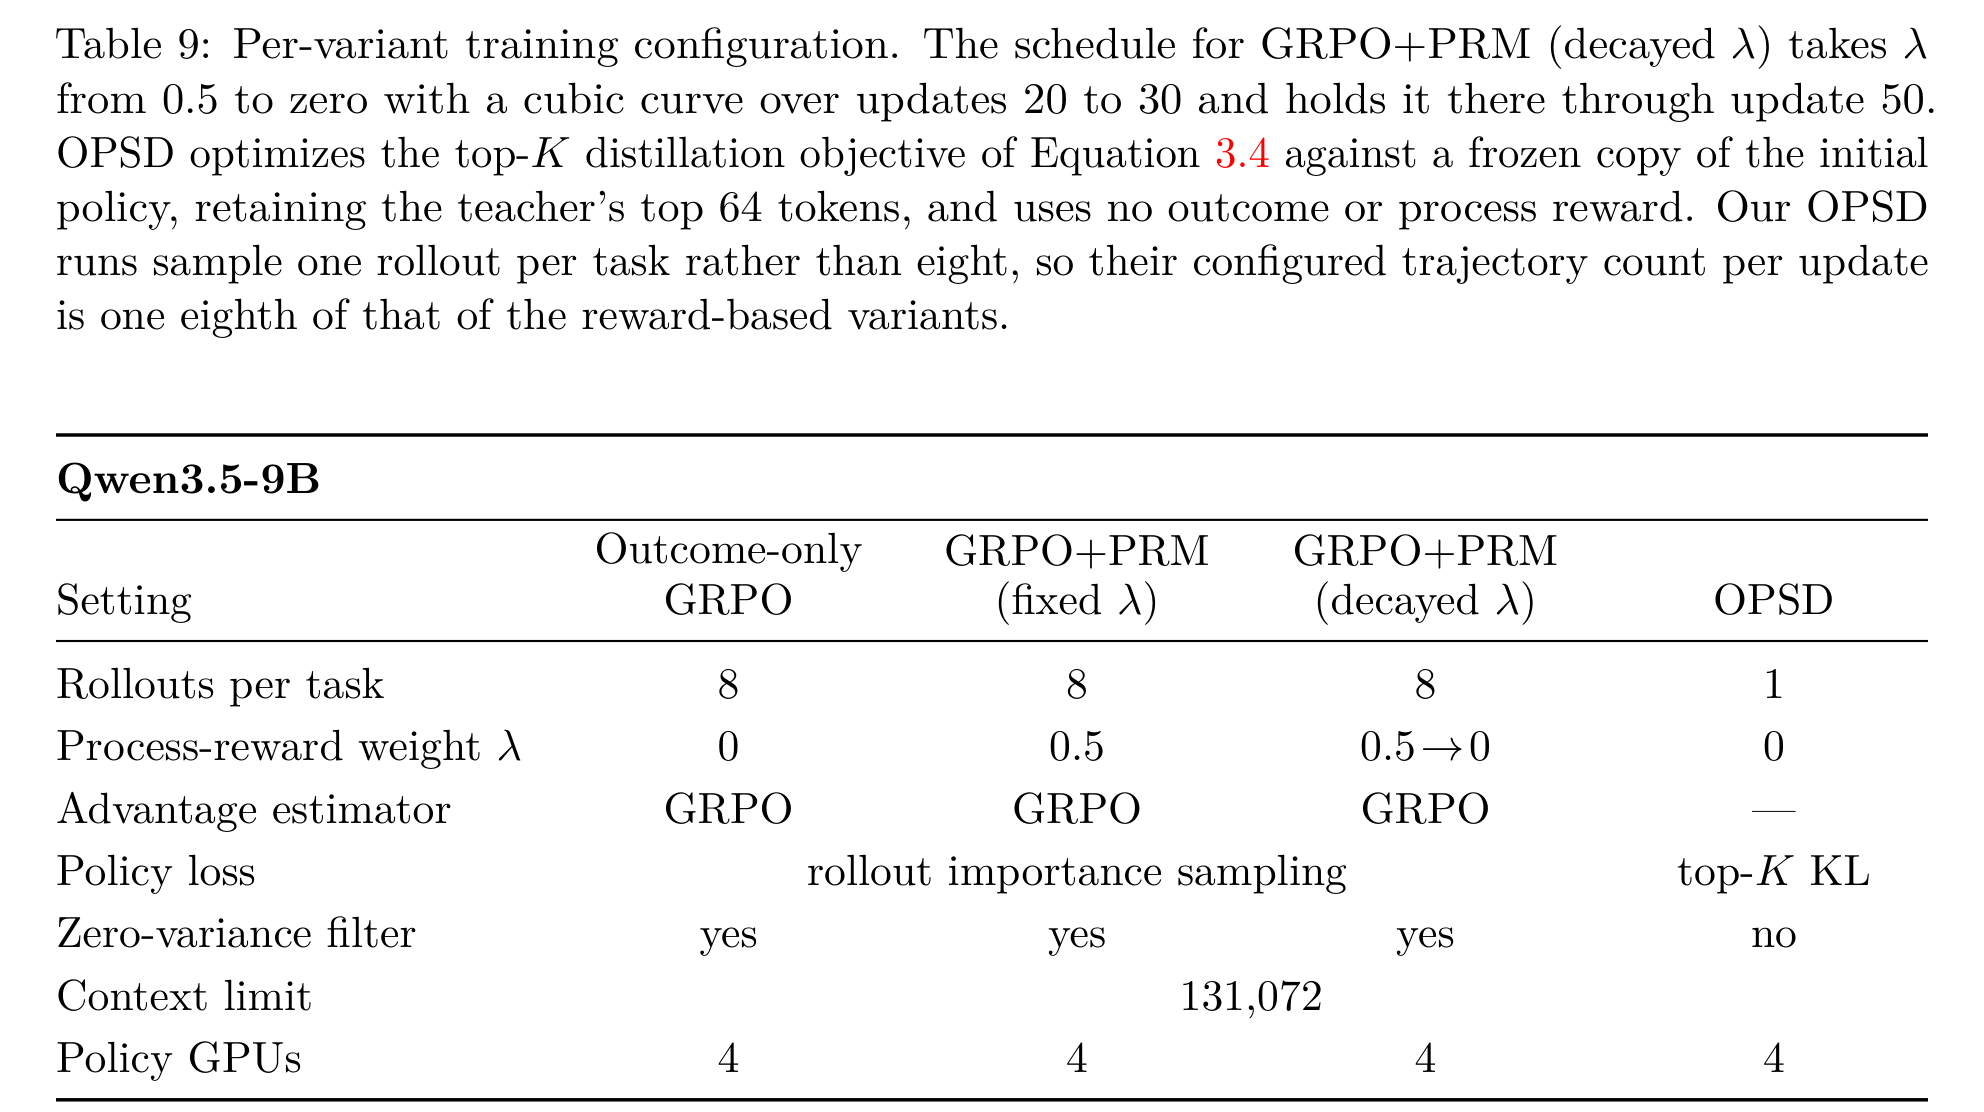 Table 9: Per-variant training configuration. The schedule for GRPO+PRM (decayed λ) takes λ
from 0.5 to zero with a cubic curve over updates 20 to 30 and holds it there through update 50.
OPSD optimizes the top-K distillation objective of Equation 3.4 against a frozen copy of the initial
policy, retaining the teacher's top 64 tokens, and uses no outcome or process reward. Our OPSD
runs sample one rollout per task rather than eight, so their configured trajectory count per update
is one eighth of that of the reward-based variants.
Qwen3.5-9B
Outcome-only GRPO+PRM GRPO+PRM
Setting GRPO (fixed λ) (decayed λ) OPSD
Rollouts per task 8 8 8 1
Process-reward weight λ 0 0.5 0.5→0 0
Advantage estimator GRPO GRPO GRPO —
Policy loss rollout importance sampling top-K KL
Zero-variance filter yes yes yes no
Context limit 131,072
Policy GPUs 4 4 4 4